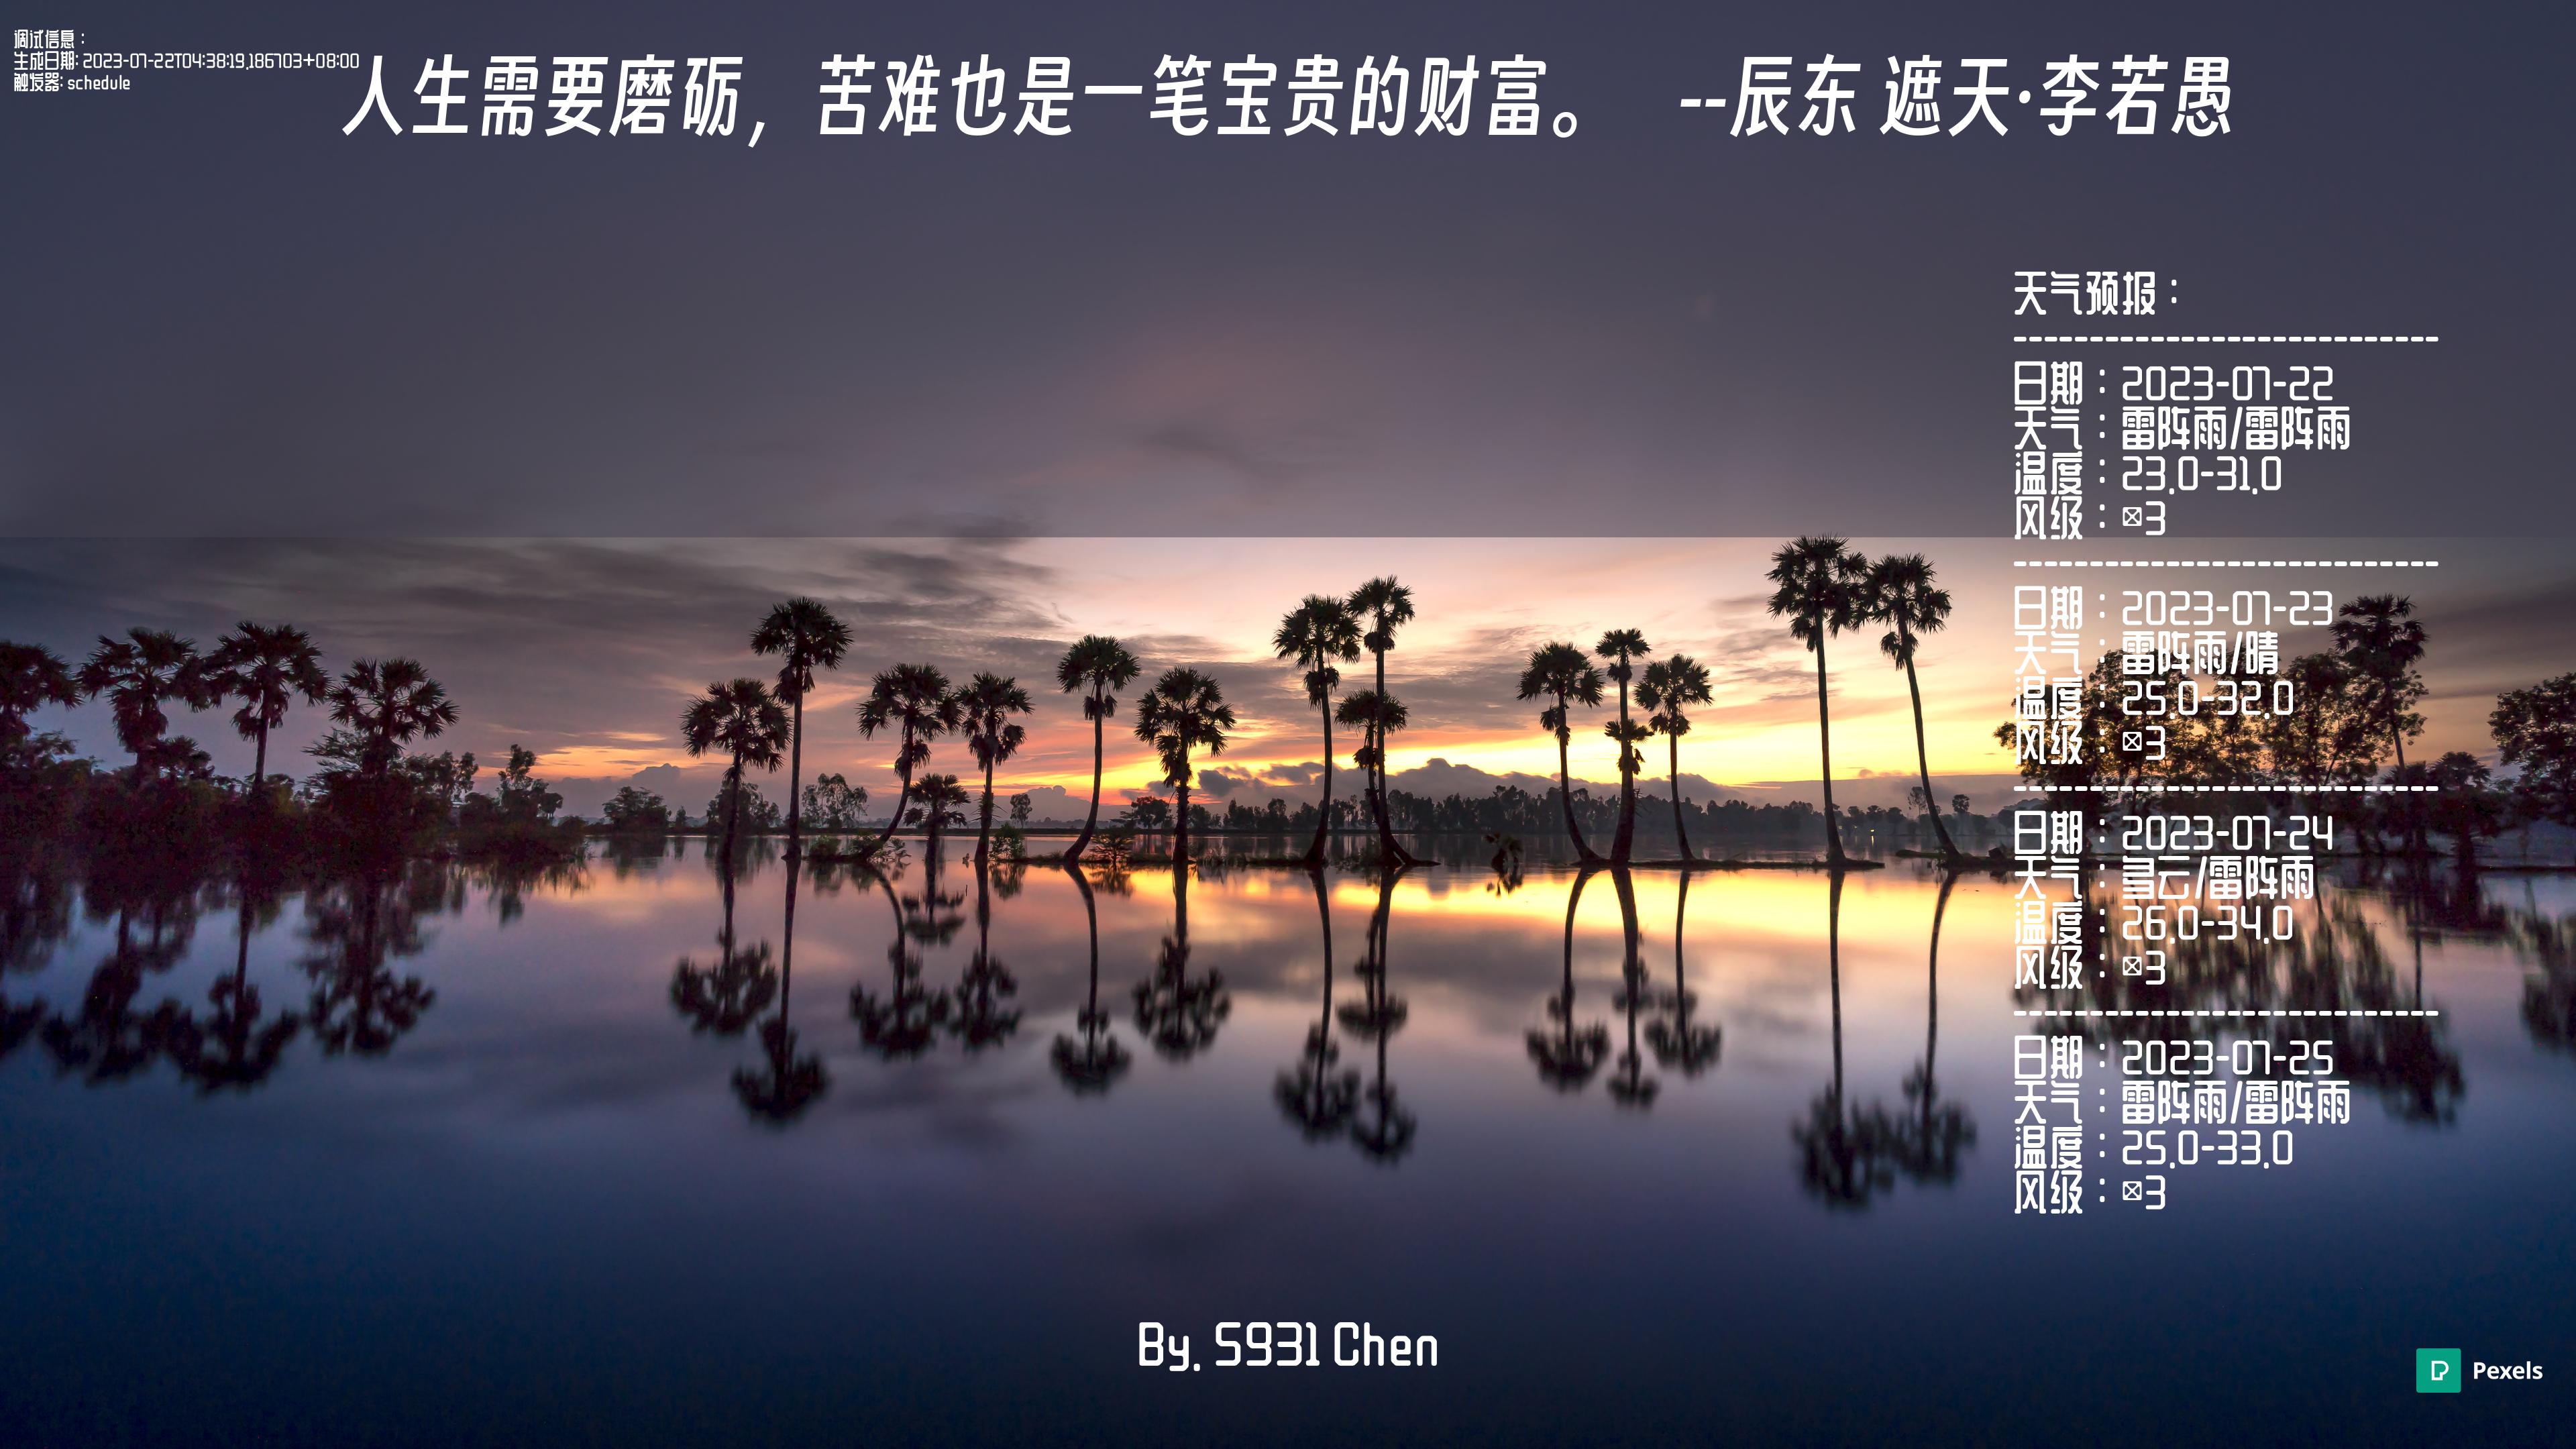 调试信息：
生成日期: 2023-07-22T04:38:19.186703+08:00
触发器: schedule
人生需要磨砺，苦难也是一笔宝贵的财富。 --辰东 遮天·李若愚
天气预报：
----------------------------
日期：2023-07-22
天气：雷阵雨/雷阵雨
温度：23.0-31.0
风级：☒3
----------------------------
日期：2023-07-23
天气：雷阵雨/晴
温度：25.0-32.0
风级：☒3
----------------------------
日期：2023-07-24
天气：多云/雷阵雨
温度：26.0-34.0
风级：☒3
----------------------------
日期：2023-07-25
天气：雷阵雨/雷阵雨
温度：25.0-33.0
风级：☒3
By. S931 Chen
Pexels